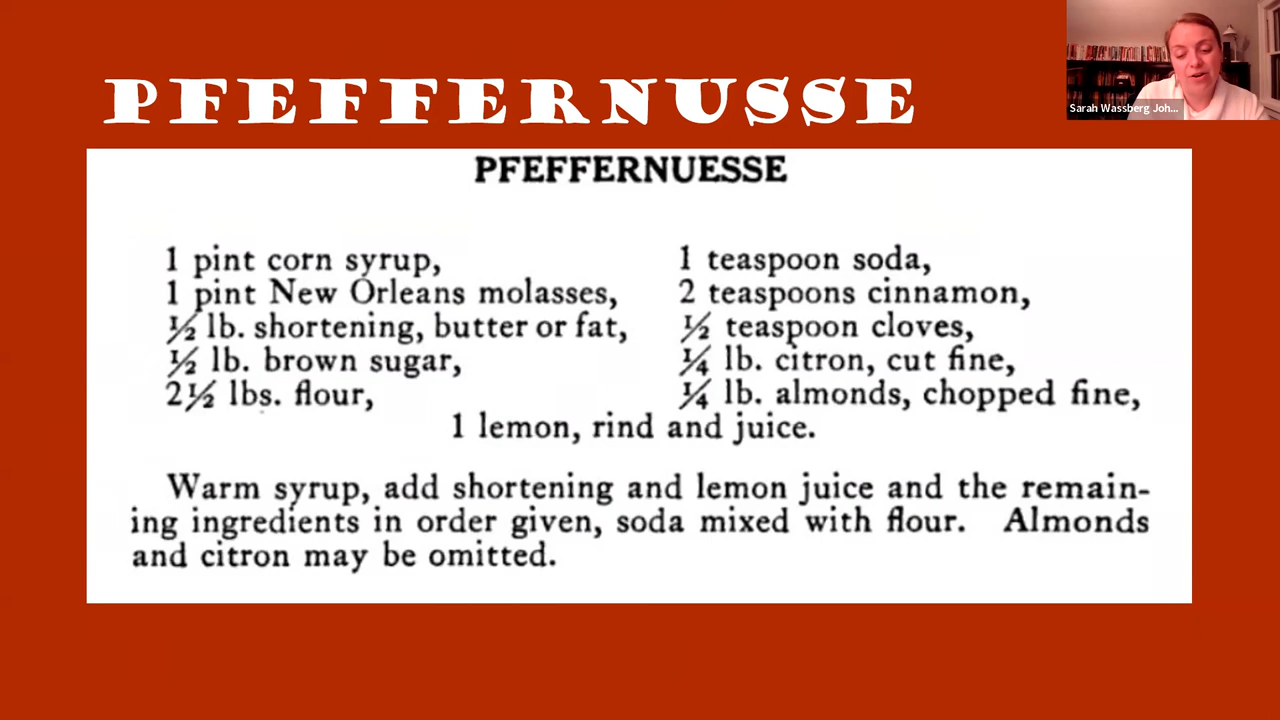 PFEFFERNUSSE
Sarah Wassberg Joh...
PFEFFERNUESSE
1 pint corn syrup,
1 pint New Orleans molasses,
½ lb. shortening, butter or fat,
½ lb. brown sugar,
2½ lbs. flour,
1 teaspoon soda,
2 teaspoons cinnamon,
½ teaspoon cloves,
¼ lb. citron, cut fine,
¼ lb. almonds, chopped fine,
1 lemon, rind and juice.
Warm syrup, add shortening and lemon juice and the remain-
ing ingredients in order given, soda mixed with flour. Almonds
and citron may be omitted.